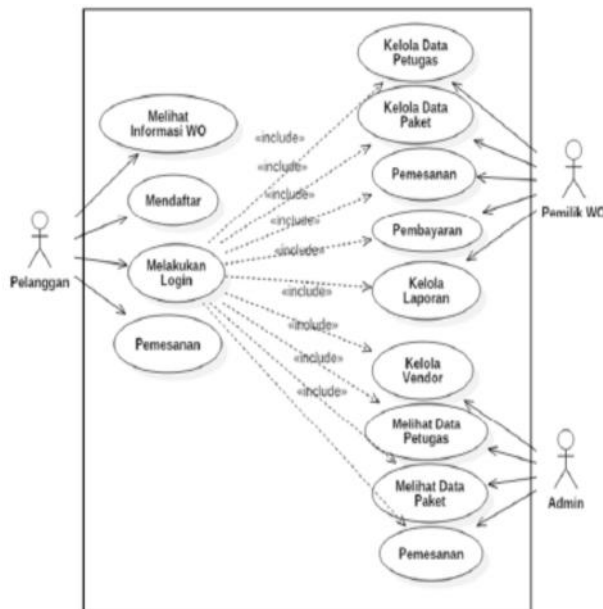 Kelola Data
Petugas
Melihat
Informasi WO
Kelola Data
Paket
«include»
«include»
Pemesanan
Mendaftar
«include»
Pembayaran
Pemilik WO
«include»
Pelanggan
Melakukan
Login
Kelola
Laporan
«include»
Pemesanan
«include»
Kelola
Vendor
«include»
Melihat Data
Petugas
«include»
Melihat Data
Paket
Admin
Pemesanan